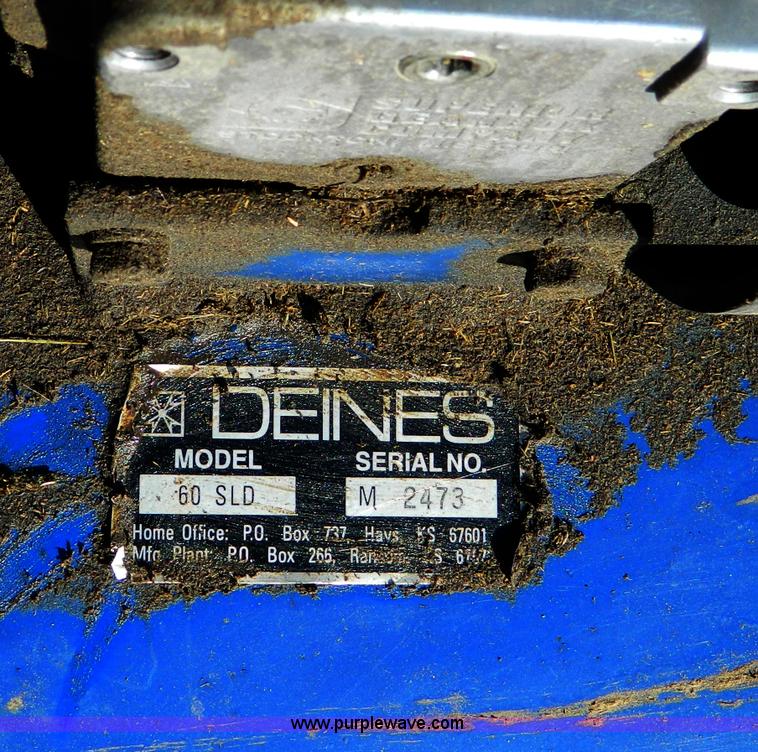 DEINES
MODEL SERIAL NO.
60 SLD M 2473
Home Office: P.O. Box 737 Hays, KS 67601
Mfg Plant: P.O. Box 266,
www.purplewave.com